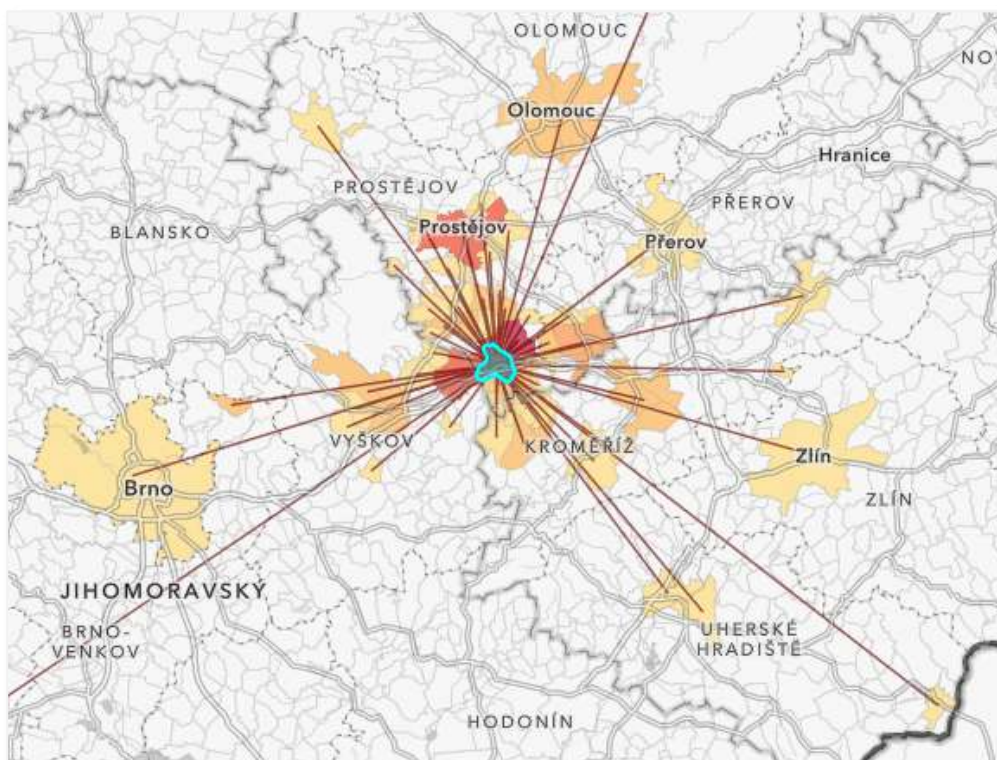 OLOMOUC
NO
Olomouc
Hranice
PROSTĚJOV
PŘEROV
BLANSKO
Prostějov
Přerov
VYŠKOV
KROMĚŘÍŽ
Zlín
Brno
ZLÍN
JIHOMORAVSKÝ
BRNO-
VENKOV
UHERSKÉ
HRADIŠTĚ
HODONÍN